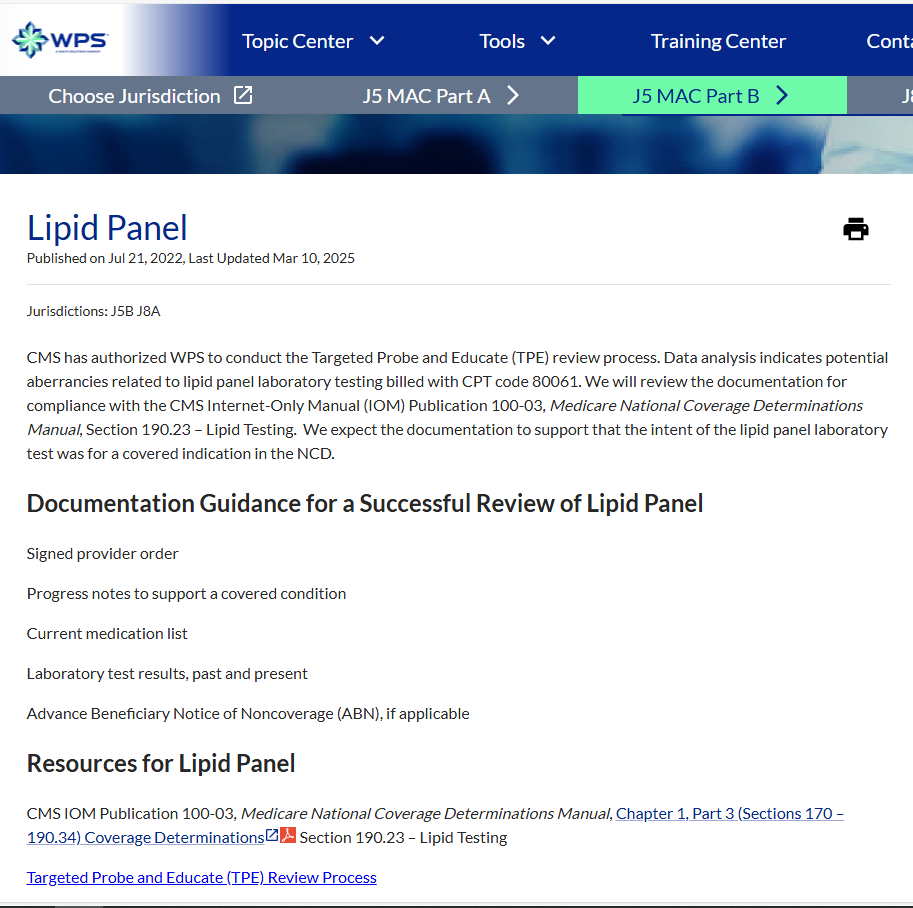 WPS
Topic Center
Tools
Training Center
Conta
Choose Jurisdiction
J5 MAC Part A
J5 MAC Part B
J8
Lipid Panel
Published on Jul 21, 2022, Last Updated Mar 10, 2025
Jurisdictions: J5B J8A
CMS has authorized WPS to conduct the Targeted Probe and Educate (TPE) review process. Data analysis indicates potential
aberrancies related to lipid panel laboratory testing billed with CPT code 80061. We will review the documentation for
compliance with the CMS Internet-Only Manual (IOM) Publication 100-03, Medicare National Coverage Determinations
Manual, Section 190.23 – Lipid Testing.  We expect the documentation to support that the intent of the lipid panel laboratory
test was for a covered indication in the NCD.
Documentation Guidance for a Successful Review of Lipid Panel
Signed provider order
Progress notes to support a covered condition
Current medication list
Laboratory test results, past and present
Advance Beneficiary Notice of Noncoverage (ABN), if applicable
Resources for Lipid Panel
CMS IOM Publication 100-03, Medicare National Coverage Determinations Manual, Chapter 1, Part 3 (Sections 170 –
190.34) Coverage Determinations Section 190.23 – Lipid Testing
Targeted Probe and Educate (TPE) Review Process